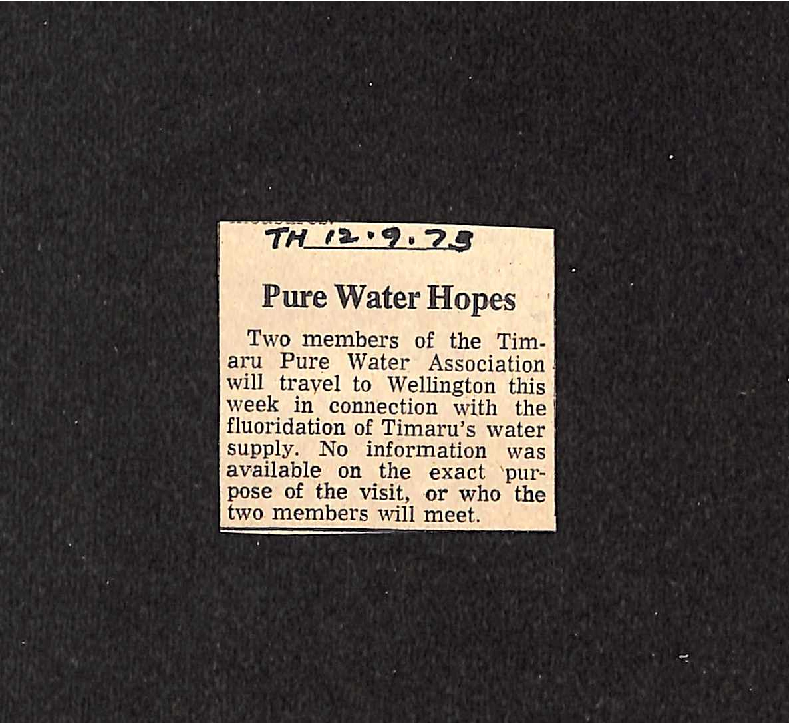 TH 12.9.73
Pure Water Hopes
Two members of the Tim-
aru Pure Water Association
will travel to Wellington this
week in connection with the
fluoridation of Timaru's water
supply. No information was
available on the exact pur-
pose of the visit, or who the
two members will meet.